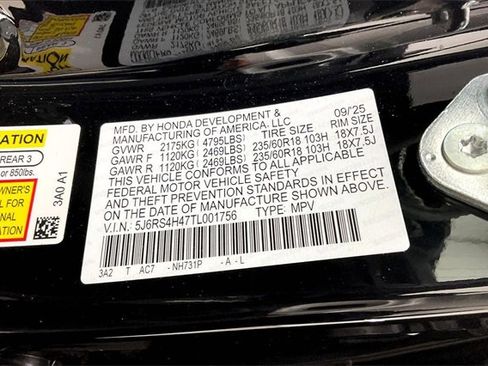 MFD. BY HONDA DEVELOPMENT & 09/25
MANUFACTURING OF AMERICA, LLC
GVWR 2175KG (4795LBS) TIRE SIZE RIM SIZE
GAWR F 1120KG (2469LBS) 235/60R18 103H 18X7.5J
GAWR R 1120KG (2469LBS) 235/60R18 103H 18X7.5J
THIS VEHICLE CONFORMS TO ALL APPLICABLE
FEDERAL MOTOR VEHICLE SAFETY, BUMPER,
AND THEFT PREVENTION STANDARDS IN EFFECT
ON THE DATE OF MANUFACTURE SHOWN ABOVE.
V.I.N.: 5J6RS4H47TL001756 TYPE: MPV
3A2 T AC7 - NH731P - A - L
3A0 A1
REAR 3
or 850lbs.